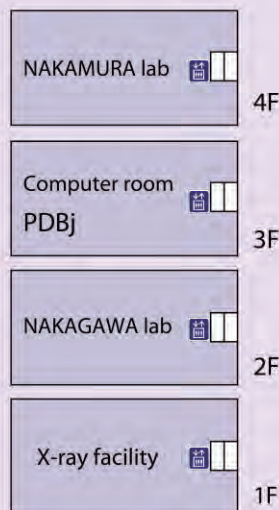 NAKAMURA lab
4F
Computer room
PDBj
3F
NAKAGAWA lab
2F
X-ray facility
1F